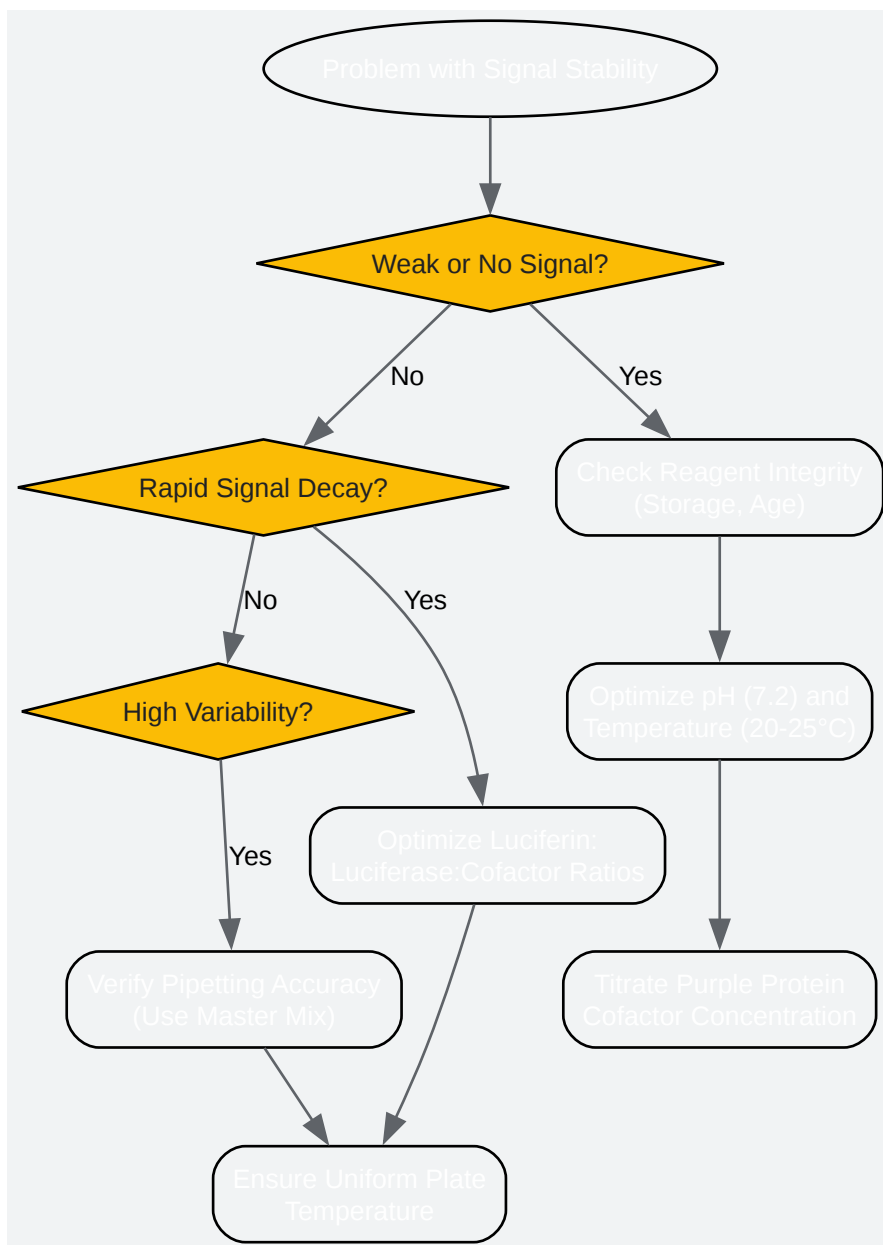 Problem with Signal Stability
Weak or No Signal?
No
Yes
Rapid Signal Decay?
Check Reagent Integrity
(Storage, Age)
No
Yes
High Variability?
Optimize pH (7.2) and
Temperature (20-25°C)
Optimize Luciferin:
Luciferase:Cofactor Ratios
Yes
Verify Pipetting Accuracy
(Use Master Mix)
Titrate Purple Protein
Cofactor Concentration
Ensure Uniform Plate
Temperature